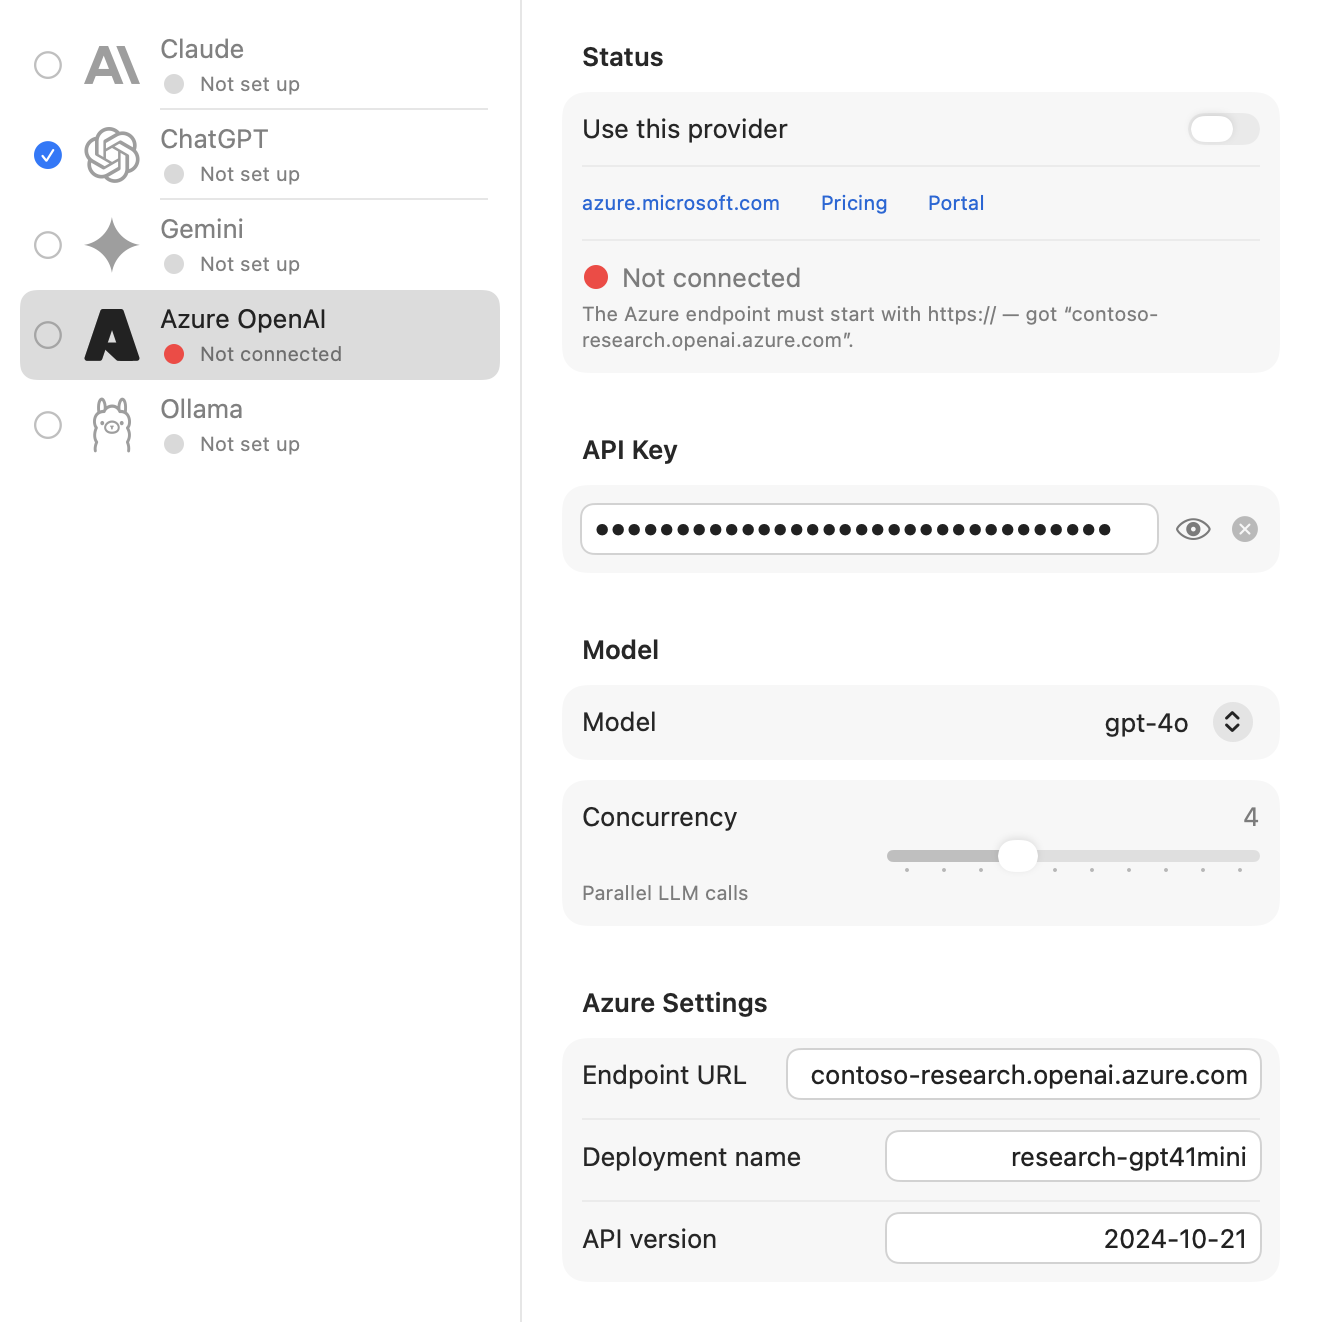 Claude
Not set up
ChatGPT
Not set up
Gemini
Not set up
Azure OpenAI
Not connected
Ollama
Not set up
Status
Use this provider
azure.microsoft.com Pricing Portal
Not connected
The Azure endpoint must start with https:// — got “contoso-
research.openai.azure.com”.
API Key
●●●●●●●●●●●●●●●●●●●●●●●●●●●●●●●●
Model
Model gpt-4o
Concurrency 4
Parallel LLM calls
Azure Settings
Endpoint URL contoso-research.openai.azure.com
Deployment name research-gpt41mini
API version 2024-10-21